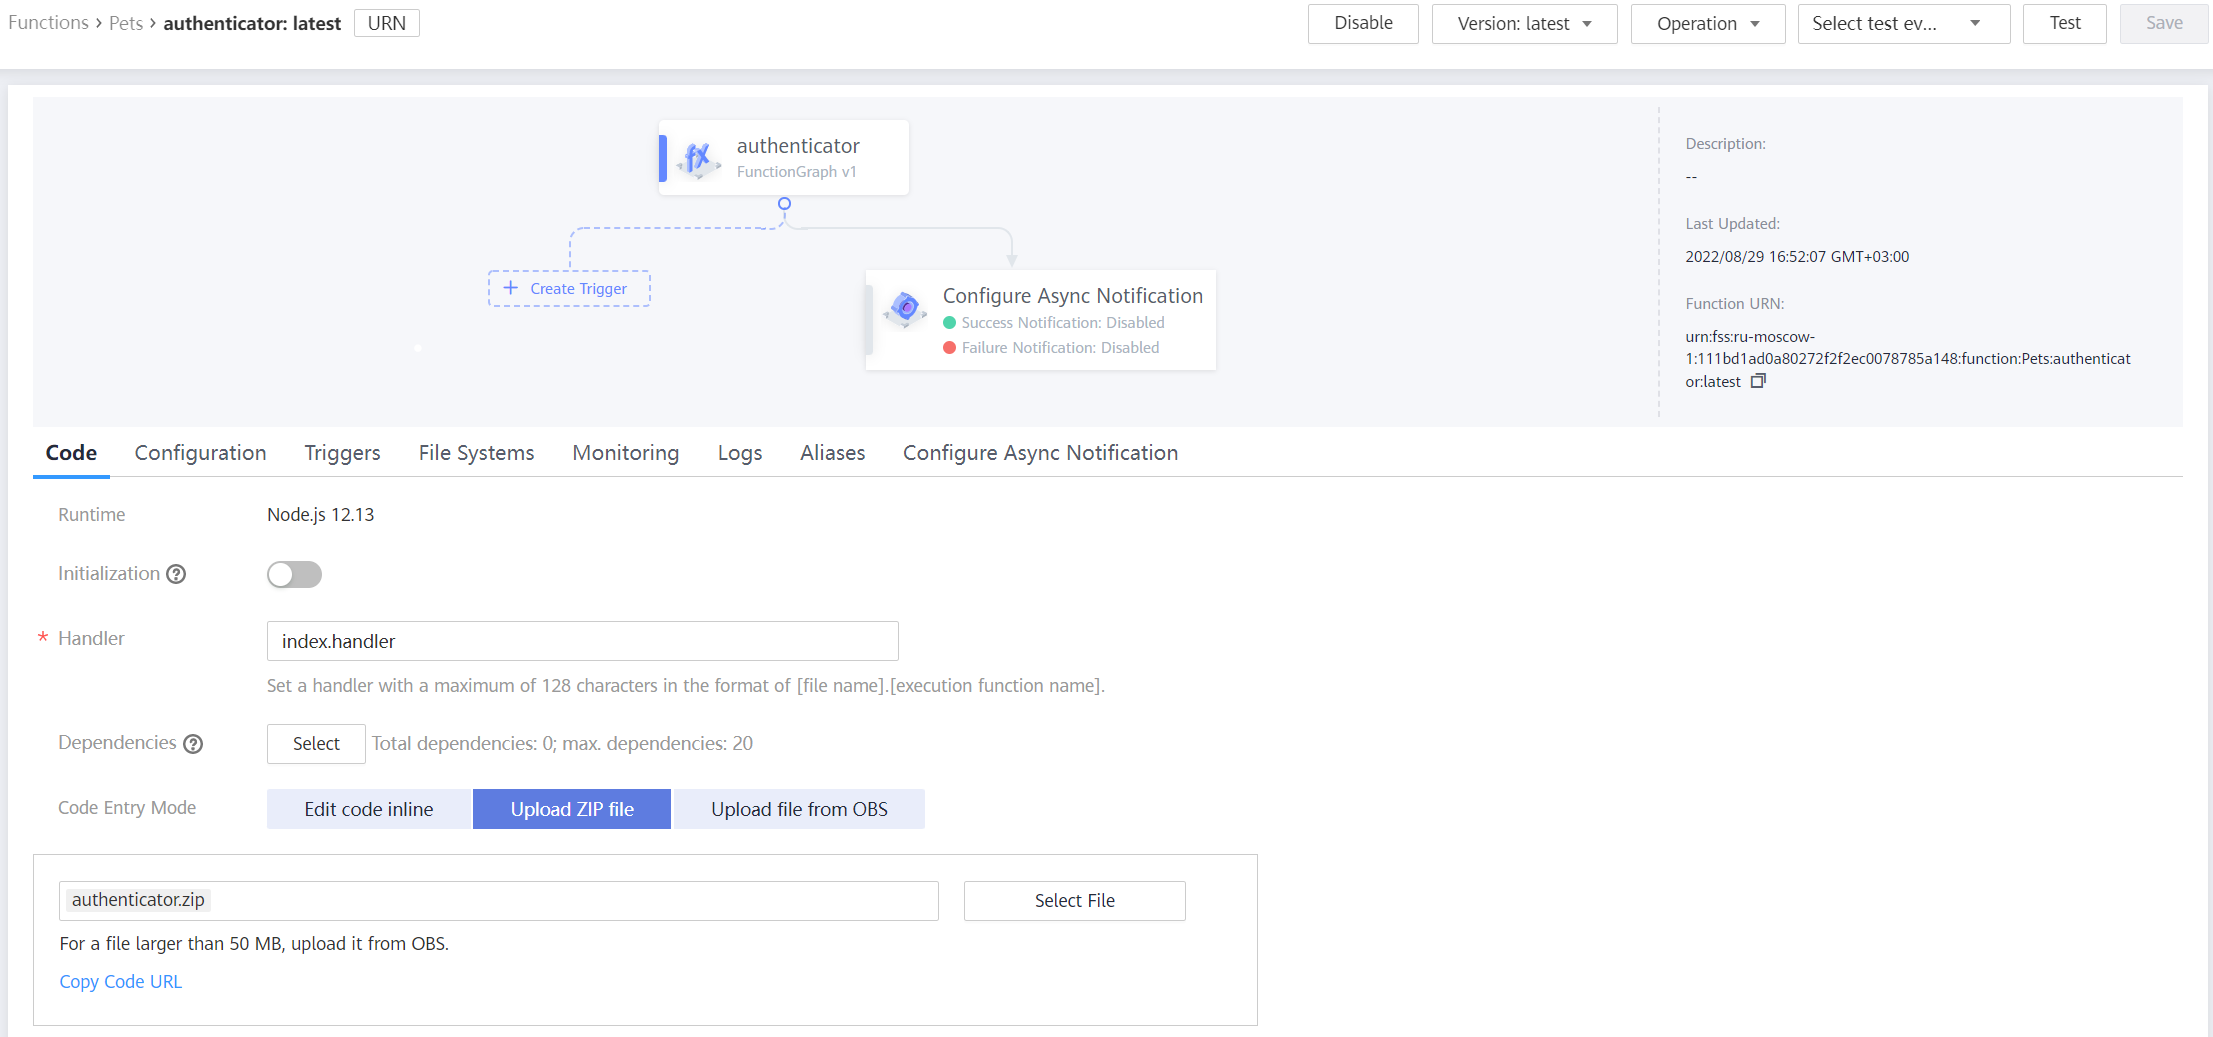 Functions > Pets > authenticator: latest URN
Disable Version: latest Operation Select test ev... Test Save
authenticator
FunctionGraph v1
Create Trigger
Configure Async Notification
Success Notification: Disabled
Failure Notification: Disabled
Description:
--
Last Updated:
2022/08/29 16:52:07 GMT+03:00
Function URN:
urn:fss:ru-moscow-
1:111bd1ad0a80272f2f2ec0078785a148:function:Pets:authenticat
or:latest
Code Configuration Triggers File Systems Monitoring Logs Aliases Configure Async Notification
Runtime Node.js 12.13
Initialization
* Handler index.handler
Set a handler with a maximum of 128 characters in the format of [file name].[execution function name].
Dependencies Select Total dependencies: 0; max. dependencies: 20
Code Entry Mode Edit code inline Upload ZIP file Upload file from OBS
authenticator.zip Select File
For a file larger than 50 MB, upload it from OBS.
Copy Code URL